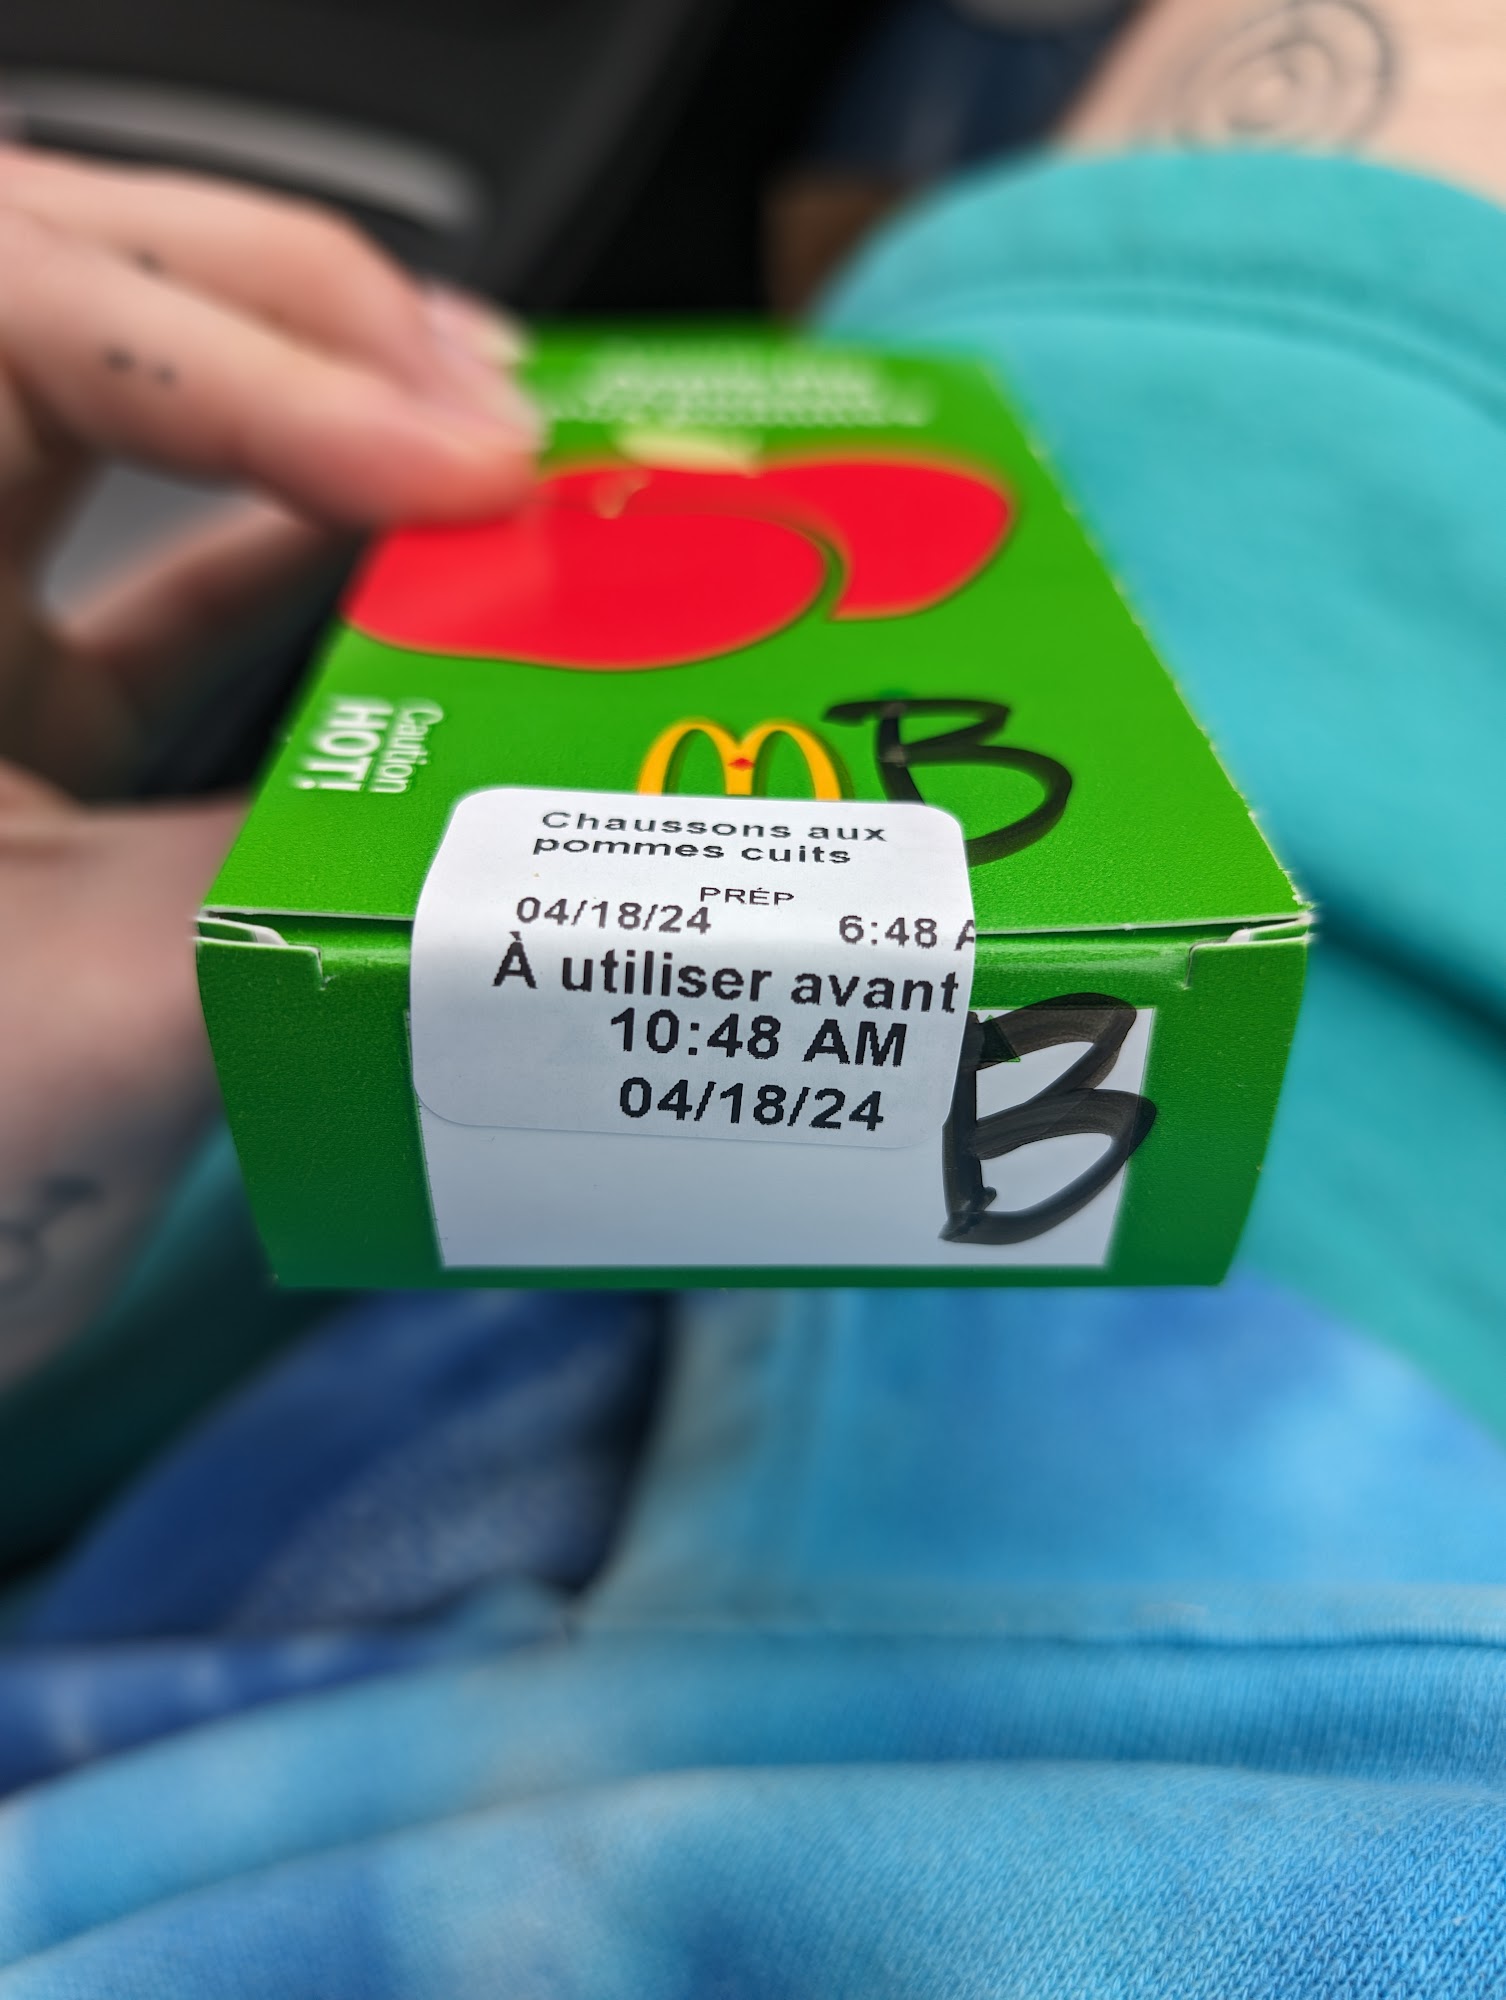 Caution
HOT!
B
Chaussons aux
pommes cuits
PRÉP
04/18/24 6:48 A
À utiliser avant
10:48 AM
04/18/24
B